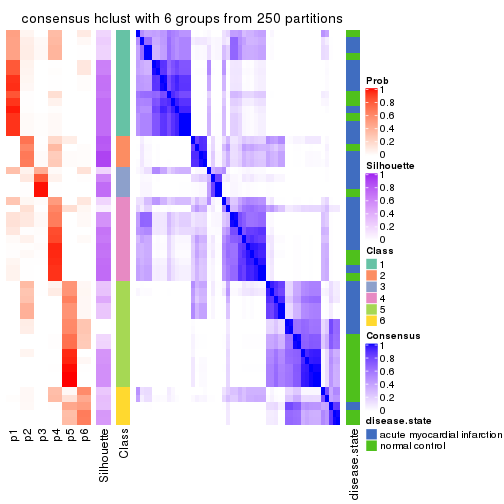 consensus hclust with 6 groups from 250 partitions
Prob
1
0.8
0.6
0.4
0.2
0
Silhouette
1
0.8
0.6
0.4
0.2
0
Class
1
2
3
4
5
6
Consensus
1
0.8
0.6
0.4
0.2
0
disease.state
acute myocardial infarction
normal control
p1
p2
p3
p4
p5
p6
Silhouette
Class
disease.state